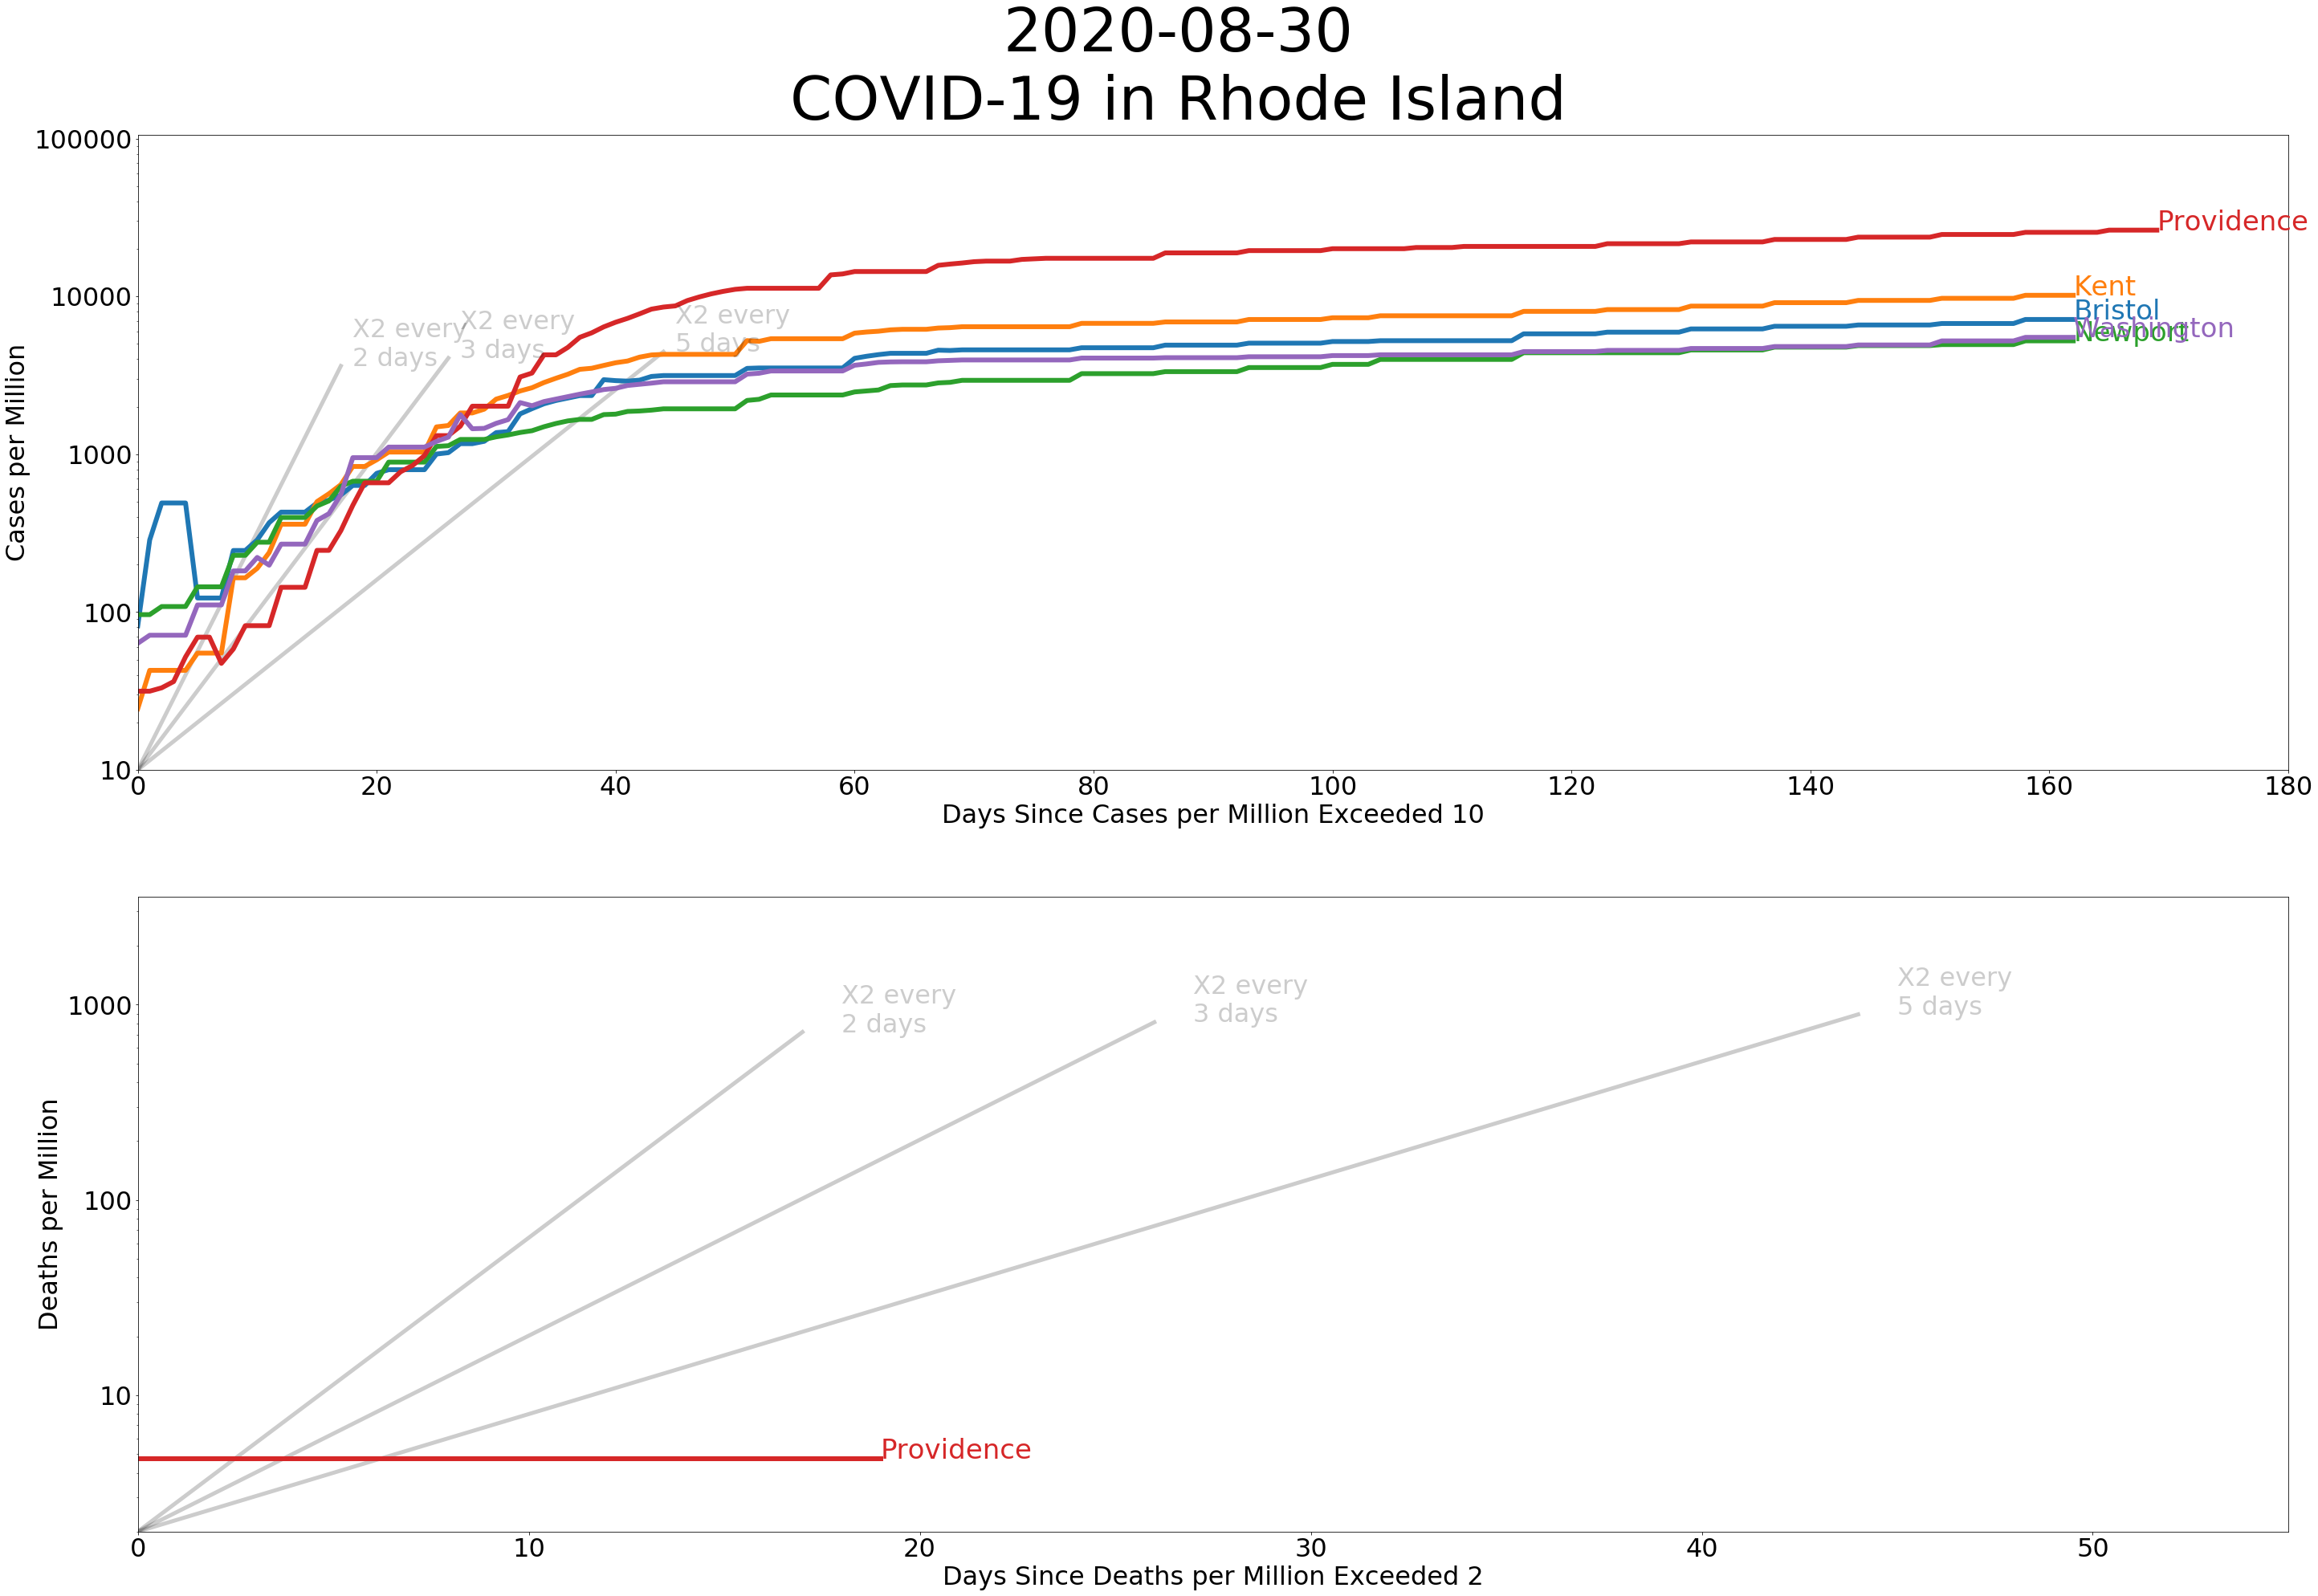 2020-08-30
COVID-19 in Rhode Island
100000
10000
1000
100
10
Cases per Million
X2 every
2 days
X2 every
3 days
X2 every
5 days
Providence
Kent
Bristol
Washington
Newport
0 20 40 60 80 100 120 140 160 180
Days Since Cases per Million Exceeded 10
1000
100
10
Deaths per Million
X2 every
2 days
X2 every
3 days
X2 every
5 days
Providence
0 10 20 30 40 50
Days Since Deaths per Million Exceeded 2